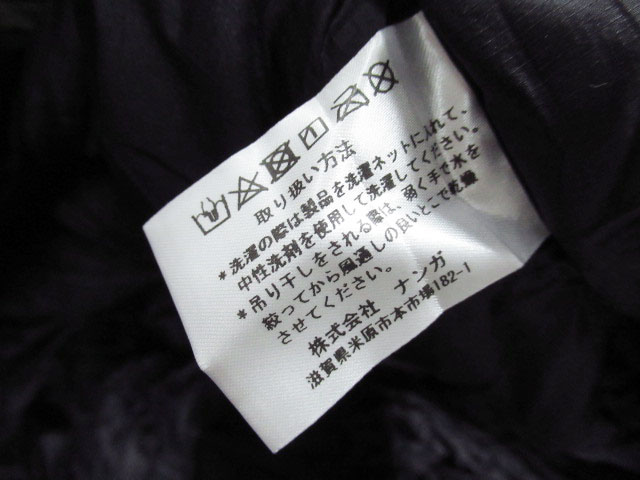 取り扱い方法
*洗濯の際は製品を洗濯ネットに入れて、
中性洗剤を使用して洗濯してください。
*吊り干しをされる際は、弱く手で水を
絞ってから風通しの良いとこで乾燥
させてください。
株式会社 ナンガ
滋賀県米原市本市場182-1